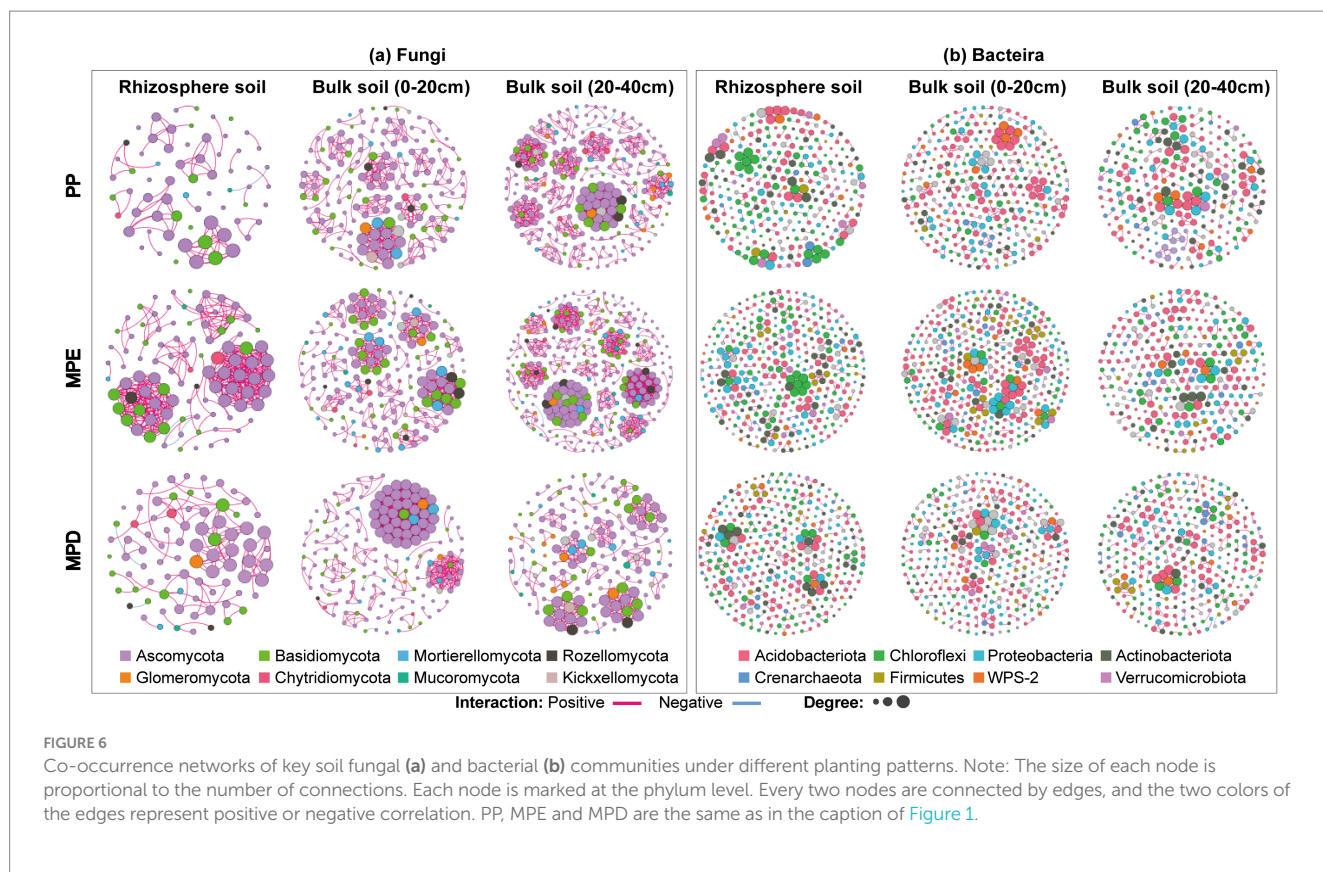 (a) Fungi
(b) Bacteira
Rhizosphere soil
Bulk soil (0-20cm)
Bulk soil (20-40cm)
Rhizosphere soil
Bulk soil (0-20cm)
Bulk soil (20-40cm)
PP
MPE
MPD
Ascomycota
Basidiomycota
Mortierellomycota
Rozellomycota
Glomeromycota
Chytridiomycota
Mucoromycota
Kickxellomycota
Acidobacteriota
Chloroflexi
Proteobacteria
Actinobacteriota
Crenarchaeota
Firmicutes
WPS-2
Verrucomicrobiota
Interaction: Positive Negative Degree:
FIGURE 6
Co-occurrence networks of key soil fungal (a) and bacterial (b) communities under different planting patterns. Note: The size of each node is
proportional to the number of connections. Each node is marked at the phylum level. Every two nodes are connected by edges, and the two colors of
the edges represent positive or negative correlation. PP, MPE and MPD are the same as in the caption of Figure 1.